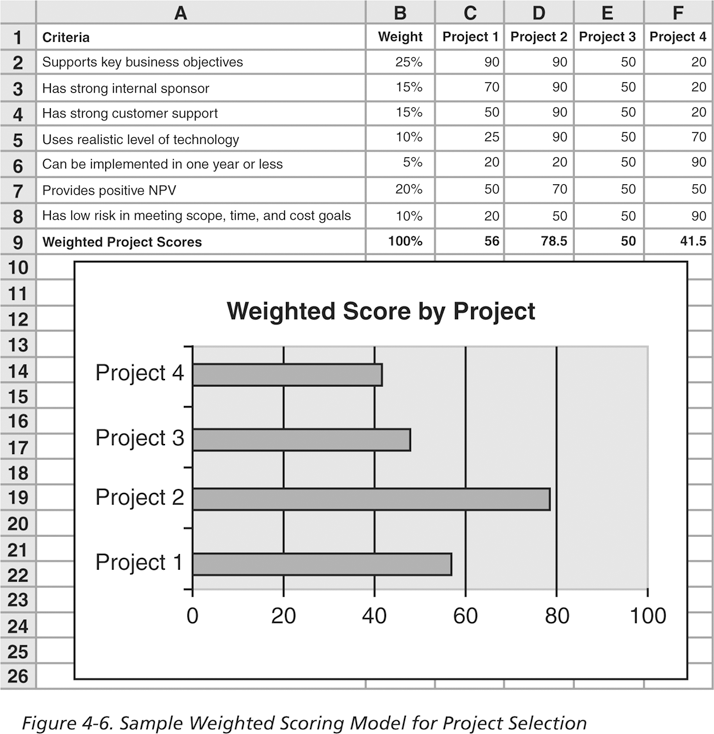 A B C D E F
1 Criteria Weight Project 1 Project 2 Project 3 Project 4
2 Supports key business objectives 25% 90 90 50 20
3 Has strong internal sponsor 15% 70 90 50 20
4 Has strong customer support 15% 50 90 50 20
5 Uses realistic level of technology 10% 25 90 50 70
6 Can be implemented in one year or less 5% 20 20 50 90
7 Provides positive NPV 20% 50 70 50 50
8 Has low risk in meeting scope, time, and cost goals 10% 20 50 50 90
9 Weighted Project Scores 100% 56 78.5 50 41.5
10
11
12 Weighted Score by Project
13
14 Project 4
15
16
17 Project 3
18
19 Project 2
20
21
22 Project 1
23
24 0 20 40 60 80 100
25
26
Figure 4-6. Sample Weighted Scoring Model for Project Selection